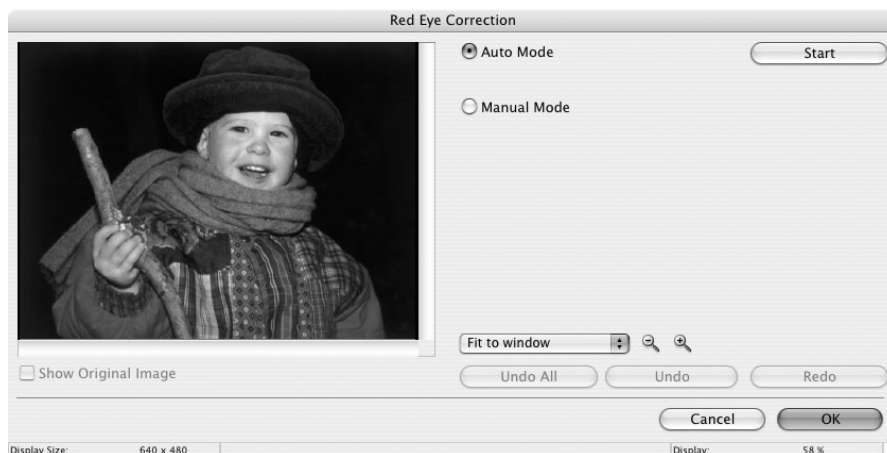 Red Eye Correction
Auto Mode
Start
Manual Mode
Fit to window
Show Original Image
Undo All
Undo
Redo
Cancel
OK
Display Size: 640 x 480
Display: 58 %